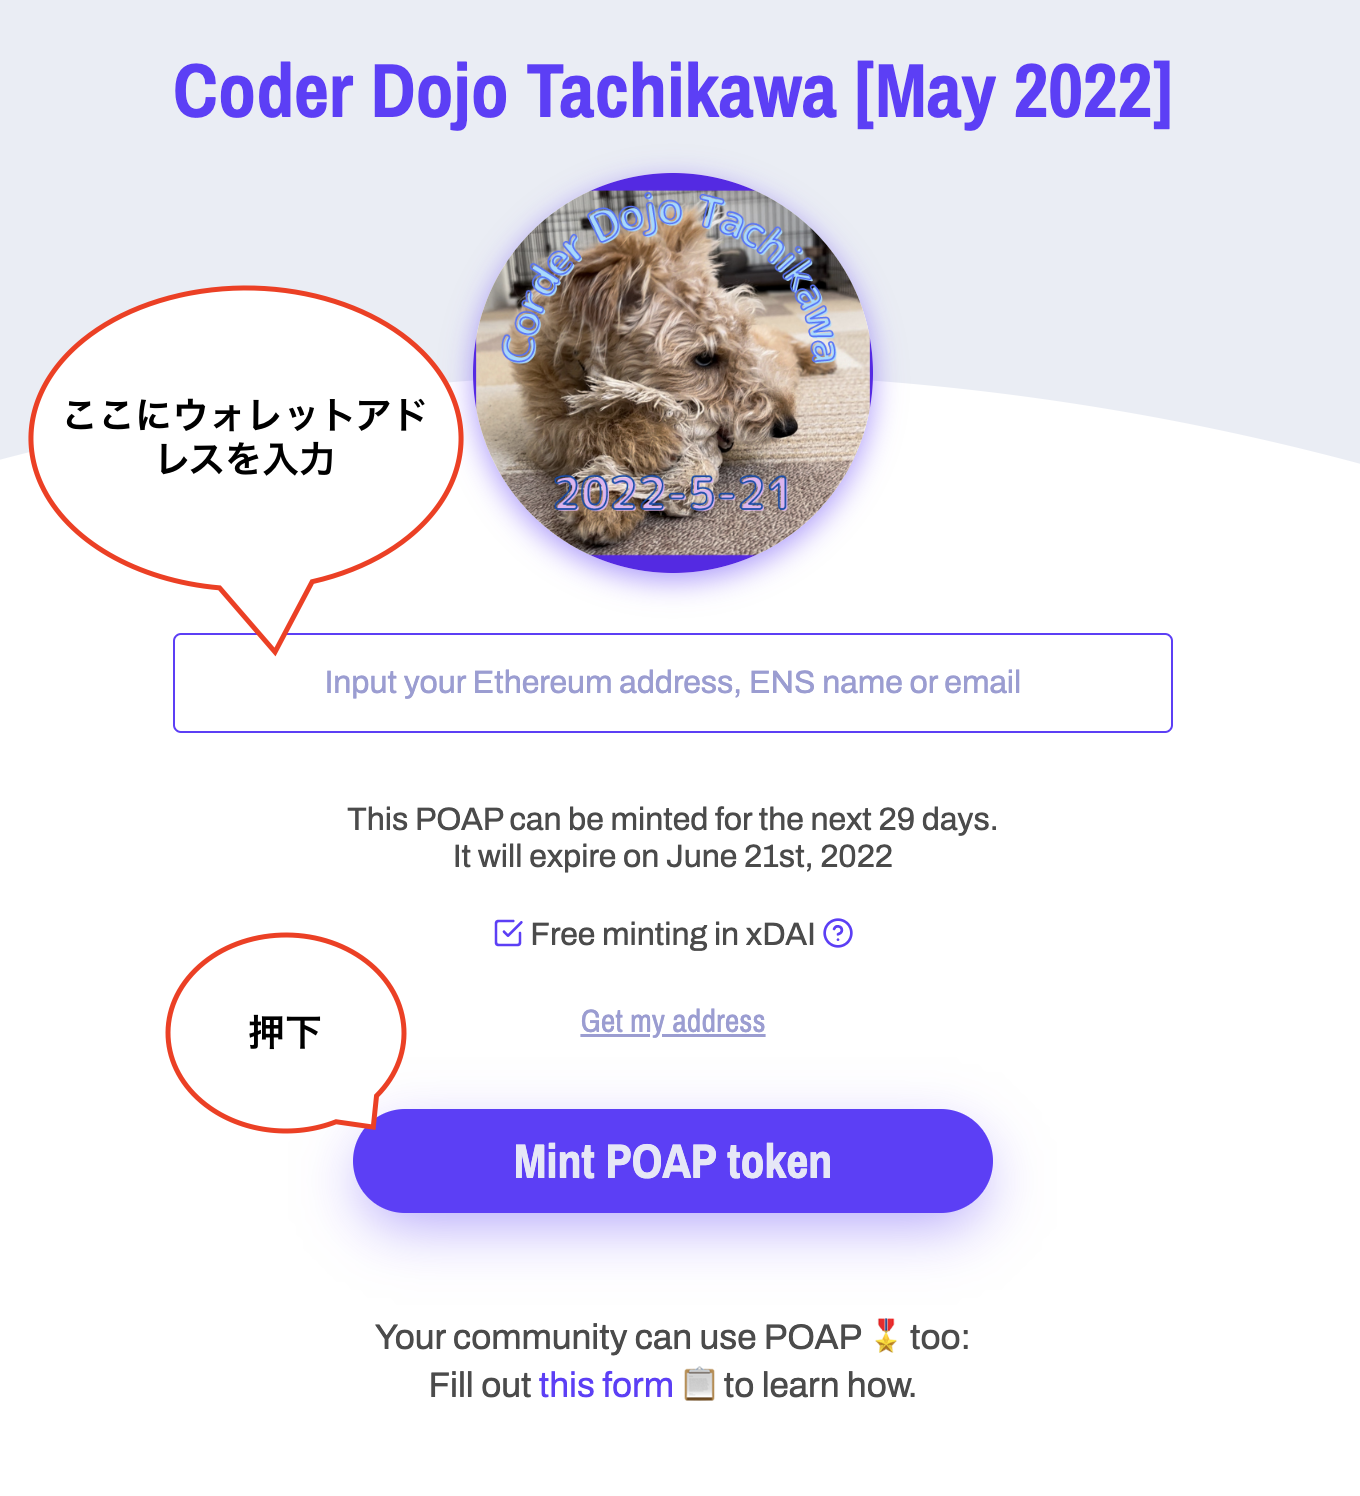 Coder Dojo Tachikawa [May 2022]
Corder Dojo Tachikawa
2022-5-21
ここにウォレットアド
レスを入力
Input your Ethereum address, ENS name or email
This POAP can be minted for the next 29 days.
It will expire on June 21st, 2022
Free minting in xDAI
Get my address
押下
Mint POAP token
Your community can use POAP 🎖 too:
Fill out this form 📋 to learn how.